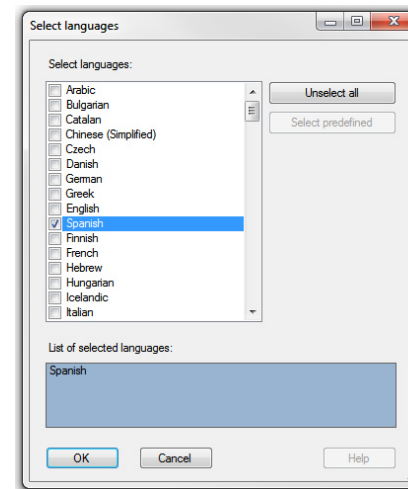 Select languages
Select languages:
Arabic
Bulgarian
Catalan
Chinese (Simplified)
Czech
Danish
German
Greek
English
Spanish
Finnish
French
Hebrew
Hungarian
Icelandic
Italian
Unselect all
Select predefined
List of selected languages:
Spanish
OK
Cancel
Help